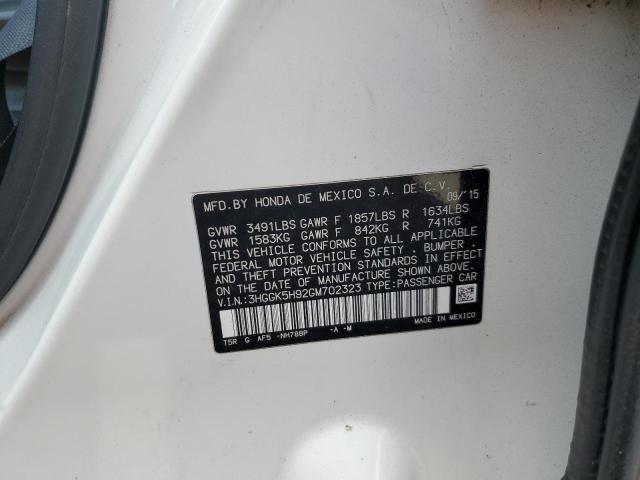 MFD.BY HONDA DE MEXICO S.A. DE C.V.
09/'15
GVWR 3491LBS GAWR F 1857LBS R 1634LBS
GVWR 1583KG GAWR F 842KG R 741KG
THIS VEHICLE CONFORMS TO ALL APPLICABLE
FEDERAL MOTOR VEHICLE SAFETY , BUMPER ,
AND THEFT PREVENTION STANDARDS IN EFFECT
ON THE DATE OF MANUFACTURE SHOWN ABOVE.
V.I.N.:3HGGK5H92GM702323 TYPE:PASSENGER CAR
T5R G AF5 -NH788P -A -M
MADE IN MEXICO